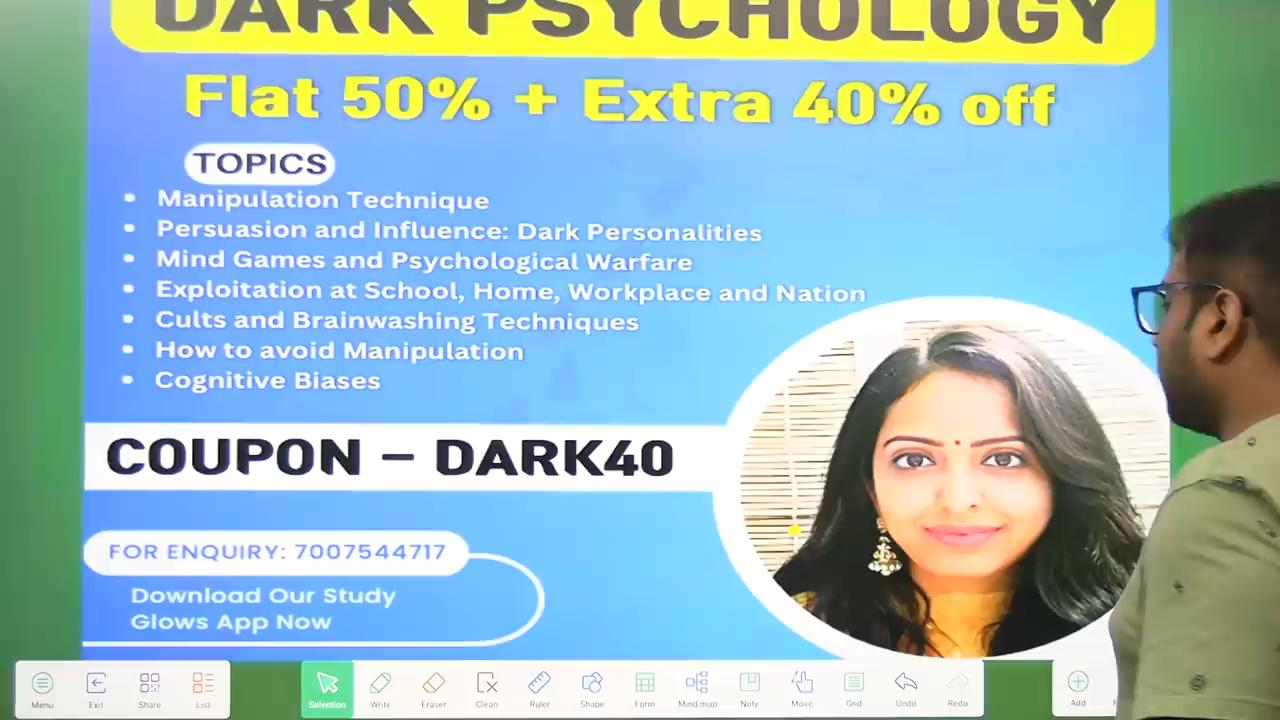 DARK PSYCHOLOGY
Flat 50% + Extra 40% off
TOPICS
• Manipulation Technique
• Persuasion and Influence: Dark Personalities
• Mind Games and Psychological Warfare
• Exploitation at School, Home, Workplace and Nation
• Cults and Brainwashing Techniques
• How to avoid Manipulation
• Cognitive Biases
COUPON – DARK40
FOR ENQUIRY: 7007544717
Download Our Study
Glows App Now
Menu Exit Share List Selection Write Eraser Clean Ruler Shape Form Mind map Note Move Grid Undo Redo Add